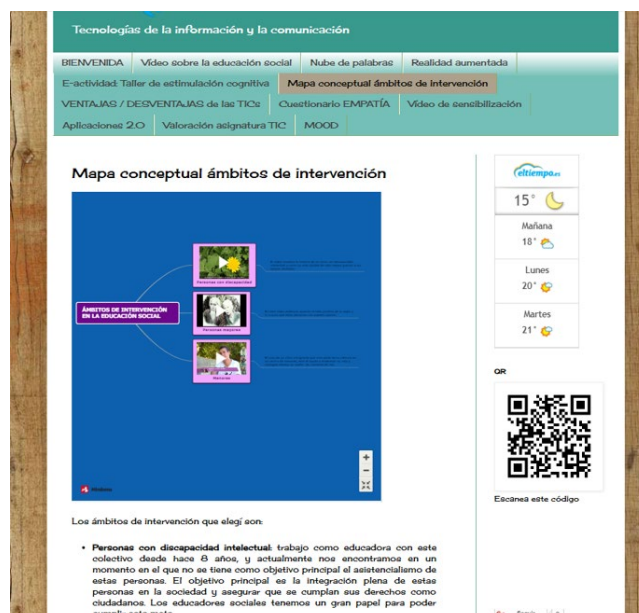 Tecnologías de la información y la comunicación
BIENVENIDA Vídeo sobre la educación social Nube de palabras Realidad aumentada
E-actividad: Taller de estimulación cognitiva Mapa conceptual ámbitos de intervención
VENTAJAS / DESVENTAJAS de las TICs Cuestionario EMPATÍA Vídeo de sensibilización
Aplicaciones 2.0 Valoración asignatura TIC MOOD
Mapa conceptual ámbitos de intervención
ÁMBITOS DE INTERVENCIÓN
EN LA EDUCACIÓN SOCIAL
Personas con discapacidad
Personas mayores
Menores
Los ámbitos de intervención que elegí son:
• Personas con discapacidad intelectual: trabajo como educadora con este
colectivo desde hace 8 años, y actualmente nos encontramos en un
momento en el que no se tiene como objetivo principal el asistencialismo de
estas personas. El objetivo principal es la integración plena de estas
personas en la sociedad y asegurar que se cumplan sus derechos como
ciudadanos. Los educadores sociales tenemos un gran papel para poder
eltiempo.es
15°
Mañana
18°
Lunes
20°
Martes
21°
QR
Escanea este código